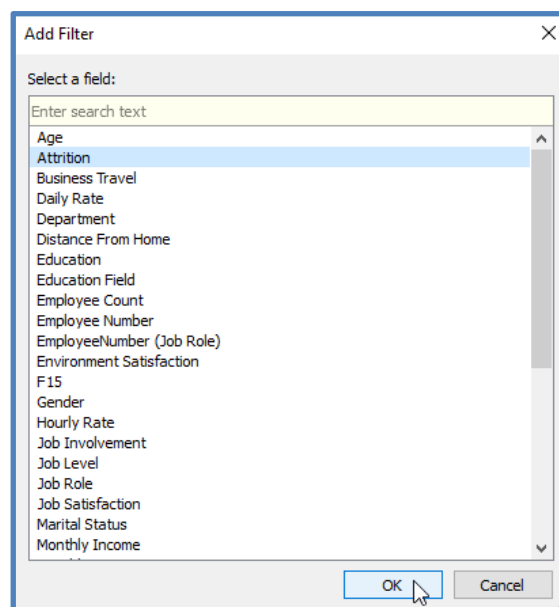 Add Filter
Select a field:
Enter search text
Age
Attrition
Business Travel
Daily Rate
Department
Distance From Home
Education
Education Field
Employee Count
Employee Number
EmployeeNumber (Job Role)
Environment Satisfaction
F15
Gender
Hourly Rate
Job Involvement
Job Level
Job Role
Job Satisfaction
Marital Status
Monthly Income
OK
Cancel